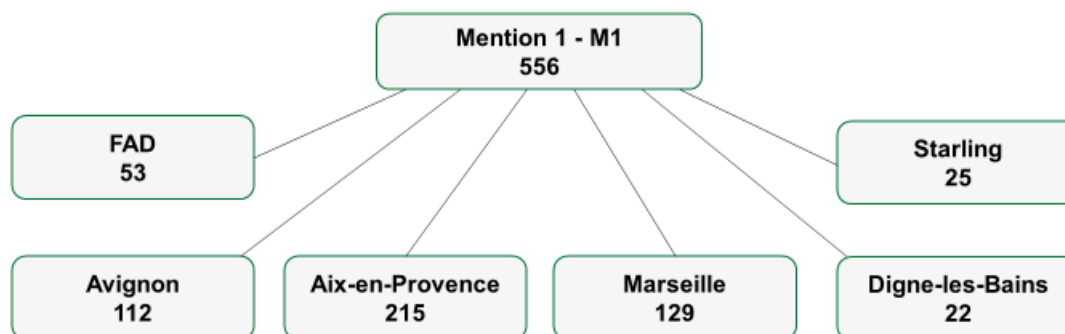 Mention 1 - M1
556
FAD
53
Starling
25
Avignon
112
Aix-en-Provence
215
Marseille
129
Digne-les-Bains
22